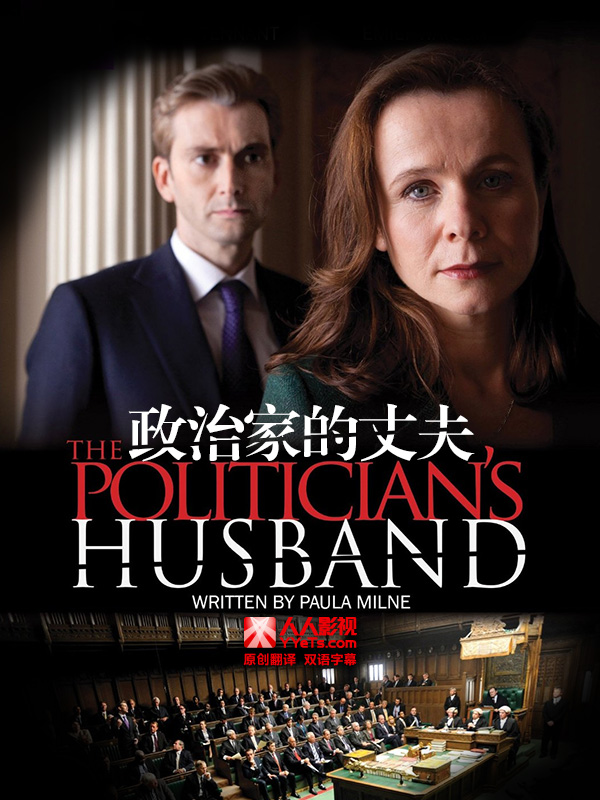 政治家的丈夫
THE
POLITICIAN'S
HUSBAND
WRITTEN BY PAULA MILNE
人人影视
YYeTs.com
原创翻译 双语字幕